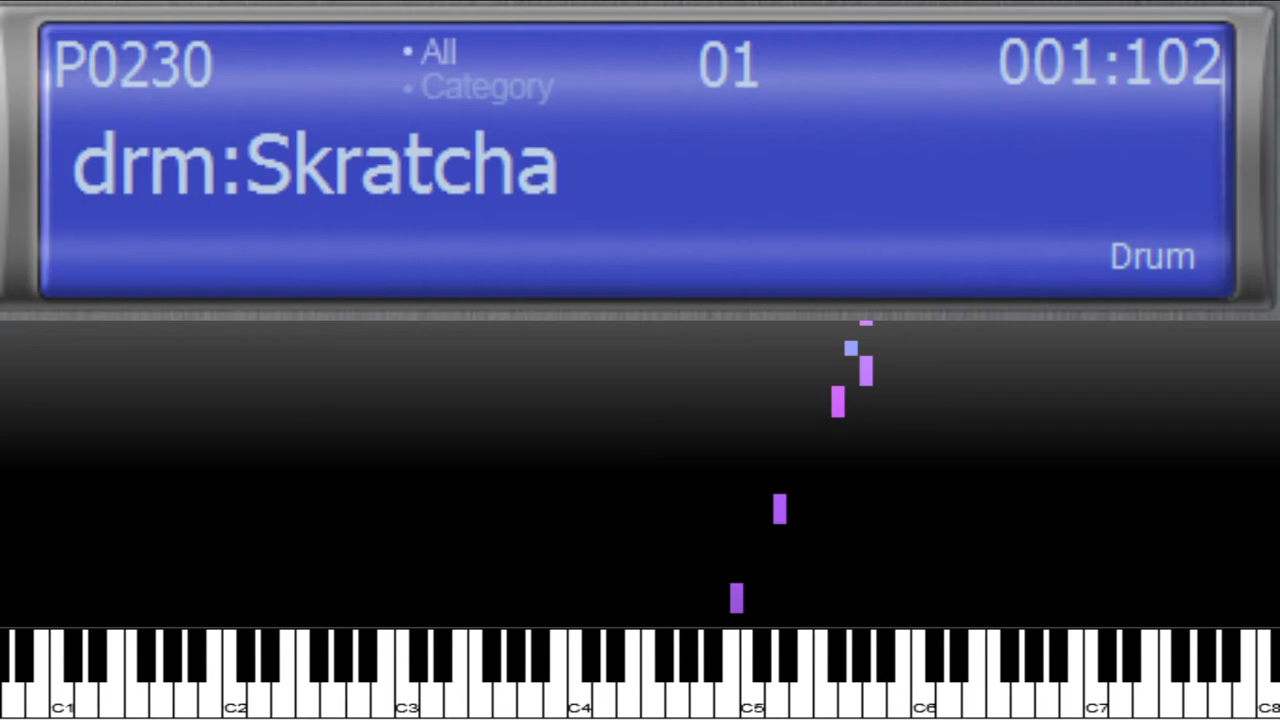 P0230
• All
• Category
01
001:102
drm:Skratcha
Drum
C1 C2 C3 C4 C5 C6 C7 C8